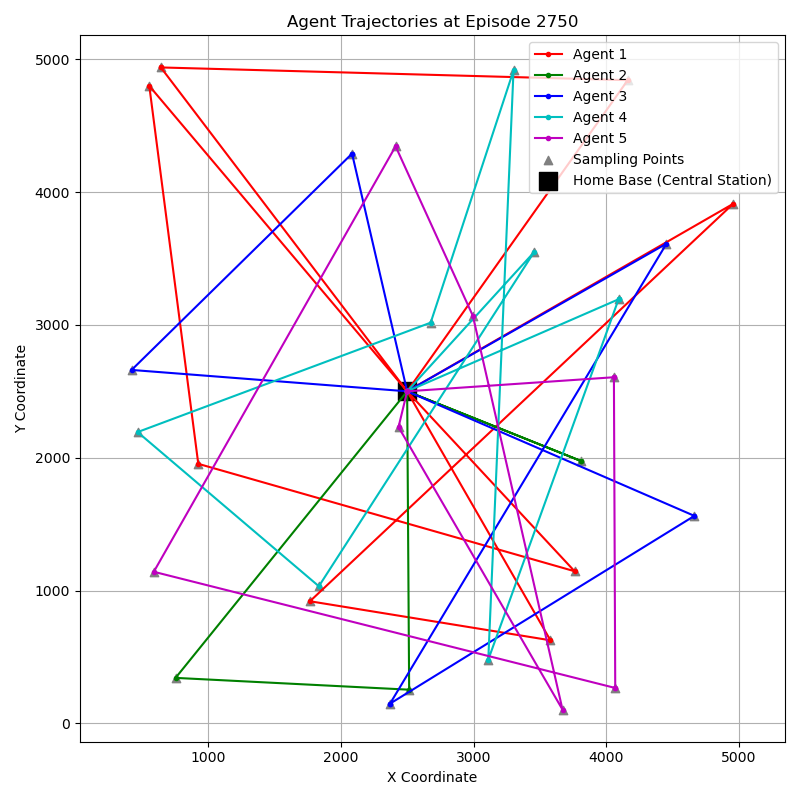 Agent Trajectories at Episode 2750
Agent 1
Agent 2
Agent 3
Agent 4
Agent 5
Sampling Points
Home Base (Central Station)
Y Coordinate
5000
4000
3000
2000
1000
0
1000 2000 3000 4000 5000
X Coordinate